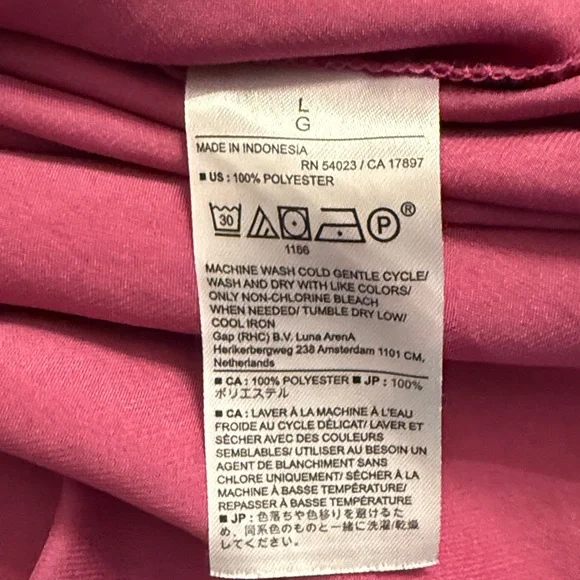 L
G
MADE IN INDONESIA
RN 54023 / CA 17897
■ US : 100% POLYESTER
30 P ®
1186
MACHINE WASH COLD GENTLE CYCLE/
WASH AND DRY WITH LIKE COLORS/
ONLY NON-CHLORINE BLEACH
WHEN NEEDED/ TUMBLE DRY LOW/
COOL IRON
Gap (RHC) B.V. Luna ArenA
Herikerbergweg 238 Amsterdam 1101 CM,
Netherlands
■ CA : 100% POLYESTER ■ JP : 100%
ポリエステル
■ CA : LAVER À LA MACHINE À L'EAU
FROIDE AU CYCLE DÉLICAT/ LAVER ET
SÉCHER AVEC DES COULEURS
SEMBLABLES/ UTILISER AU BESOIN UN
AGENT DE BLANCHIMENT SANS
CHLORE UNIQUEMENT/ SÉCHER À LA
MACHINE À BASSE TEMPÉRATURE/
REPASSER À BASSE TEMPÉRATURE
■ JP : 色落ちや色移りを避けるた
め、同系色のものと一緒に洗濯/乾燥
してください。